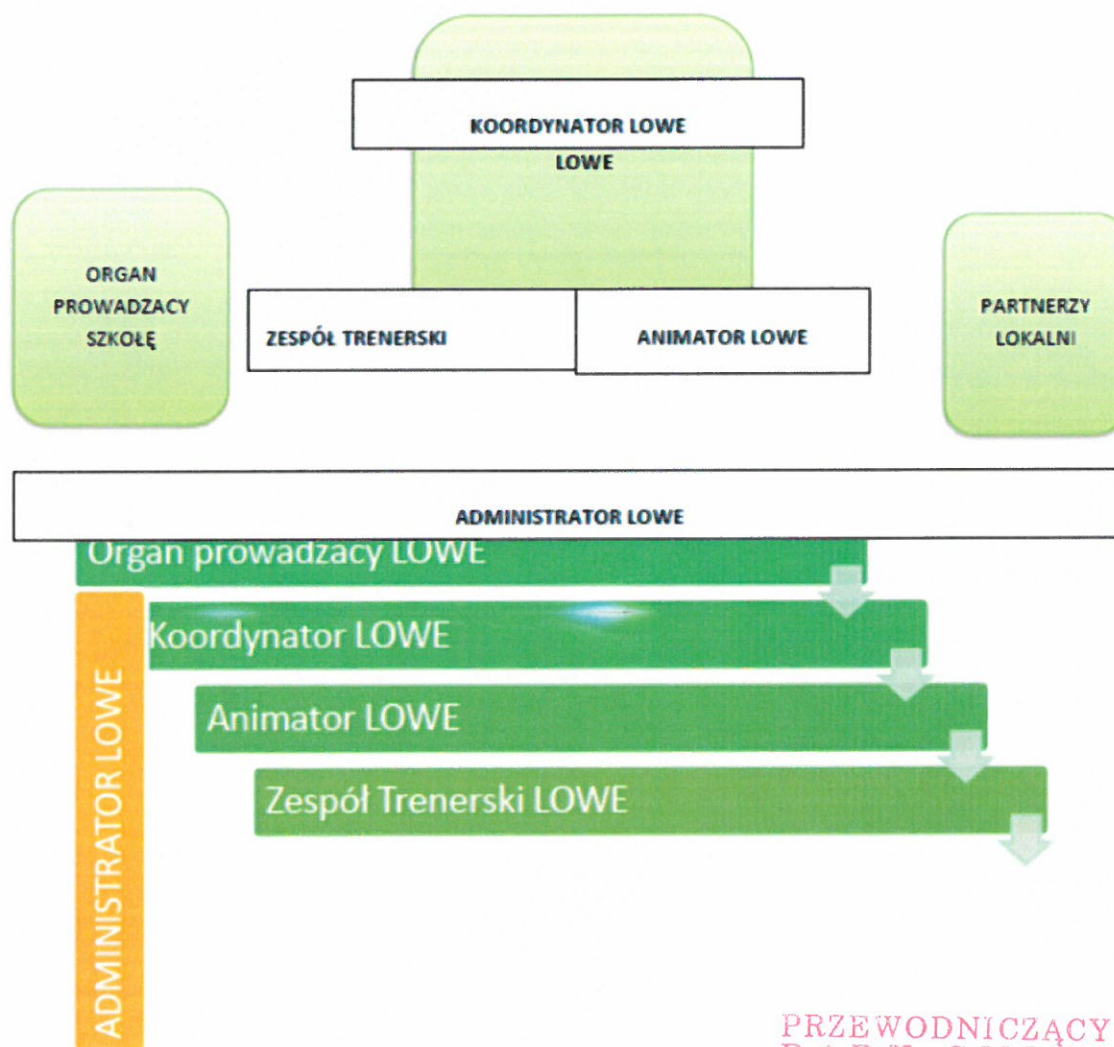 KOORDYNATOR LOWE
LOWE
ORGAN
PROWADZACY
SZKOŁĘ
ZESPÓŁ TRENERSKI
ANIMATOR LOWE
PARTNERZY
LOKALNI
ADMINISTRATOR LOWE
Organ prowadzacy LOWE
Koordynator LOWE
Animator LOWE
Zespół Trenerski LOWE
ADMINISTRATOR LOWE
PRZEWODNICZĄCY